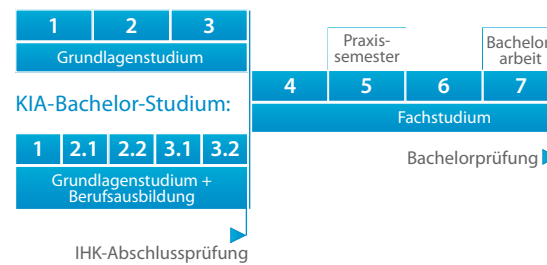 1 2 3
Grundlagenstudium
Praxis-
semester
Bachelor
arbeit
4 5 6 7
Fachstudium
Bachelorprüfung
KIA-Bachelor-Studium:
1 2.1 2.2 3.1 3.2
Grundlagenstudium +
Berufsausbildung
IHK-Abschlussprüfung